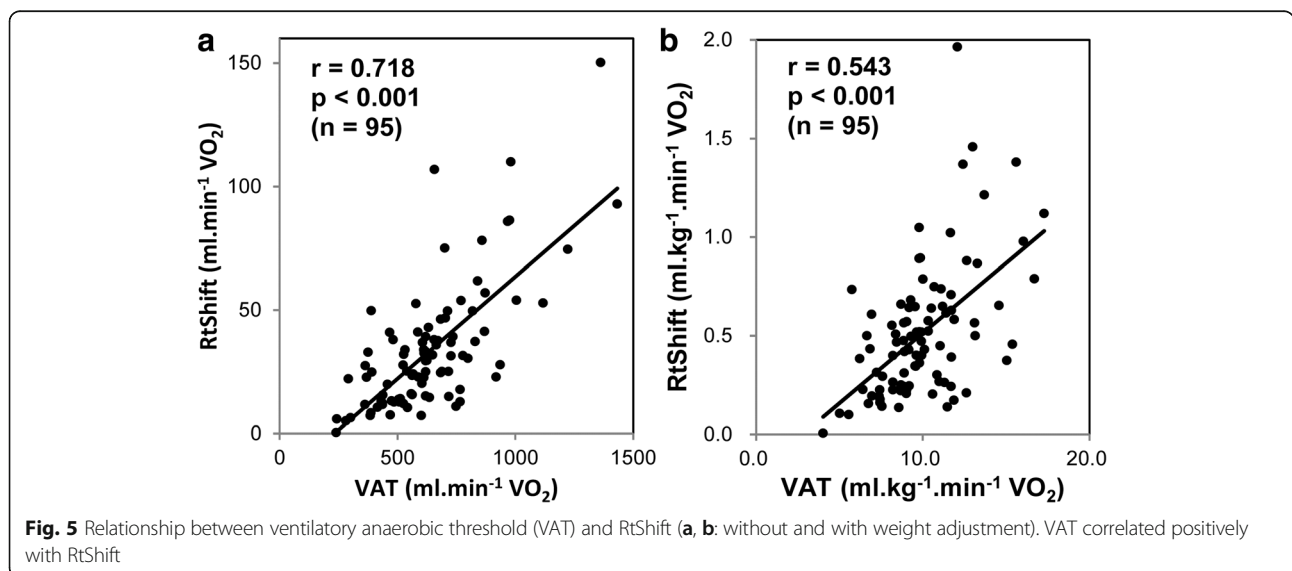 a
r = 0.718
p < 0.001
(n = 95)
RtShift (ml.min⁻¹ VO₂)
150
100
50
0
0 500 1000 1500
VAT (ml.min⁻¹ VO₂)
b
r = 0.543
p < 0.001
(n = 95)
RtShift (ml.kg⁻¹.min⁻¹ VO₂)
2.0
1.5
1.0
0.5
0.0
0.0 10.0 20.0
VAT (ml.kg⁻¹.min⁻¹ VO₂)
Fig. 5 Relationship between ventilatory anaerobic threshold (VAT) and RtShift (a, b: without and with weight adjustment). VAT correlated positively
with RtShift